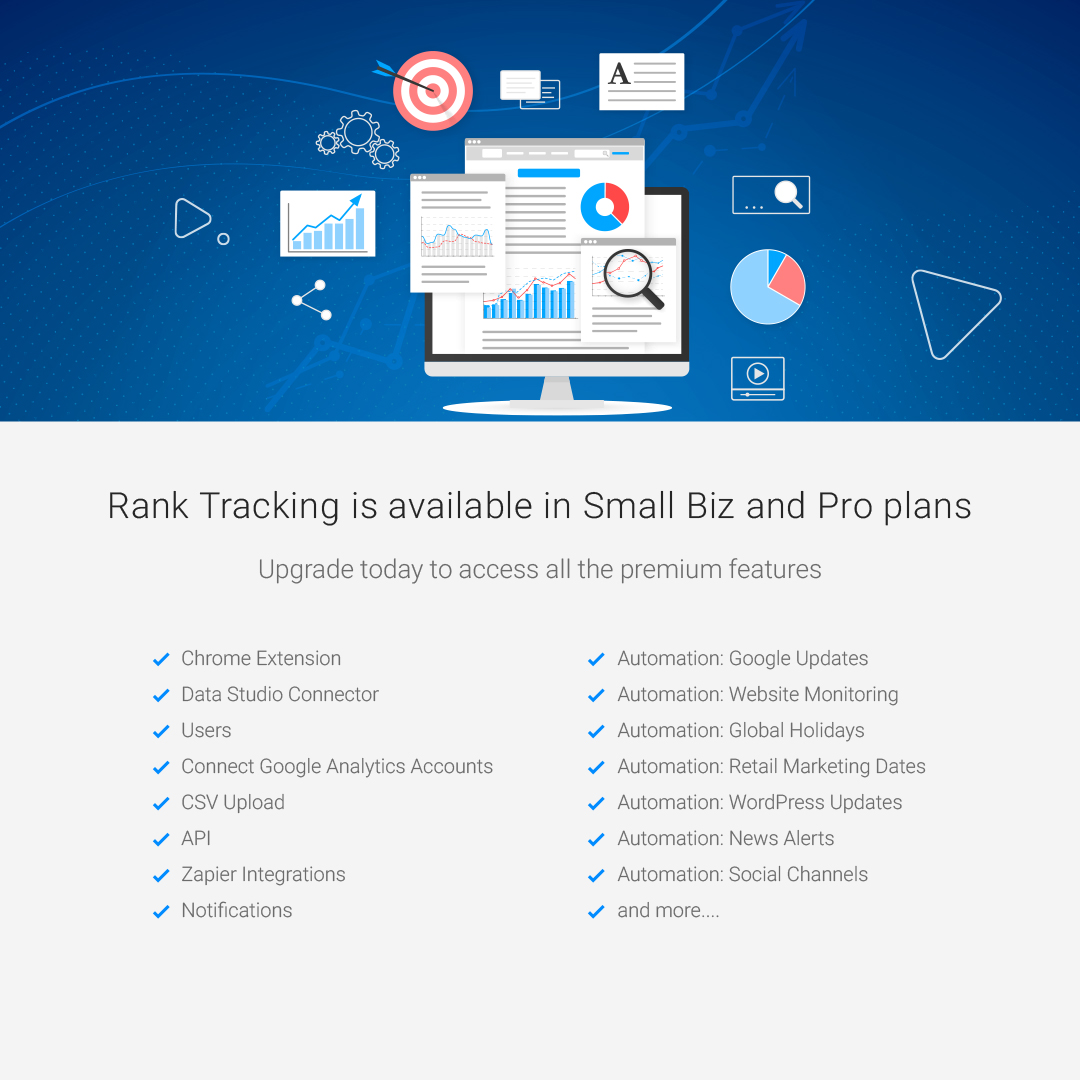 A
Rank Tracking is available in Small Biz and Pro plans
Upgrade today to access all the premium features
Chrome Extension
Data Studio Connector
Users
Connect Google Analytics Accounts
CSV Upload
API
Zapier Integrations
Notifications
Automation: Google Updates
Automation: Website Monitoring
Automation: Global Holidays
Automation: Retail Marketing Dates
Automation: WordPress Updates
Automation: News Alerts
Automation: Social Channels
and more....